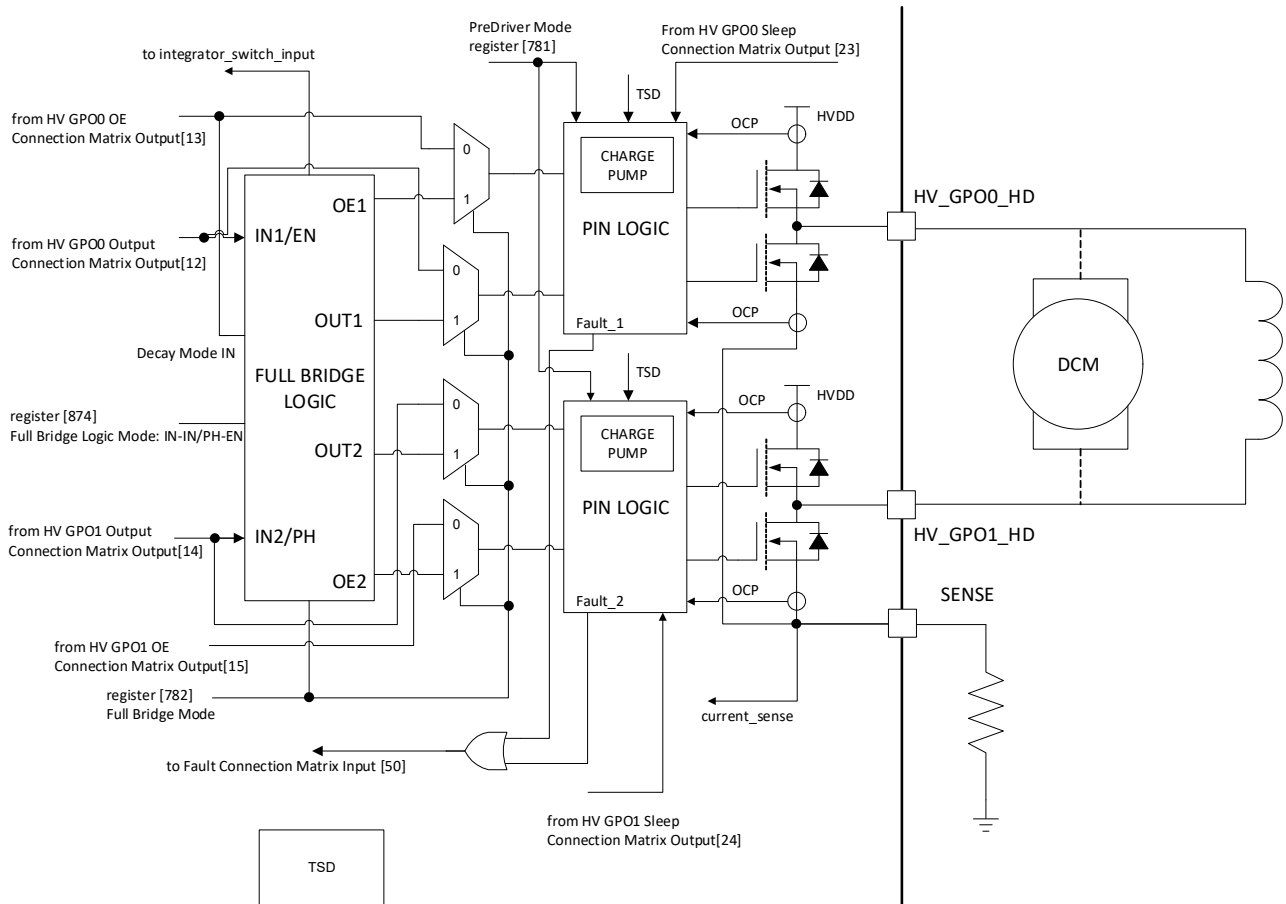 PreDriver Mode
register [781]
From HV GPO0 Sleep
Connection Matrix Output [23]
to integrator_switch_input
TSD
from HV GPO0 OE
Connection Matrix Output[13]
OCP
HVDD
0
1
CHARGE
PUMP
PIN LOGIC
OE1
HV_GPO0_HD
from HV GPO0 Output
Connection Matrix Output[12]
IN1/EN
0
1
OUT1
Fault_1
OCP
Decay Mode IN
FULL BRIDGE
LOGIC
TSD
DCM
HVDD
OCP
register [874]
Full Bridge Logic Mode: IN-IN/PH-EN
0
1
CHARGE
PUMP
OUT2
PIN LOGIC
from HV GPO1 Output
Connection Matrix Output[14]
IN2/PH
0
1
HV_GPO1_HD
OE2
Fault_2
OCP
SENSE
from HV GPO1 OE
Connection Matrix Output[15]
register [782]
Full Bridge Mode
current_sense
to Fault Connection Matrix Input [50]
from HV GPO1 Sleep
Connection Matrix Output[24]
TSD